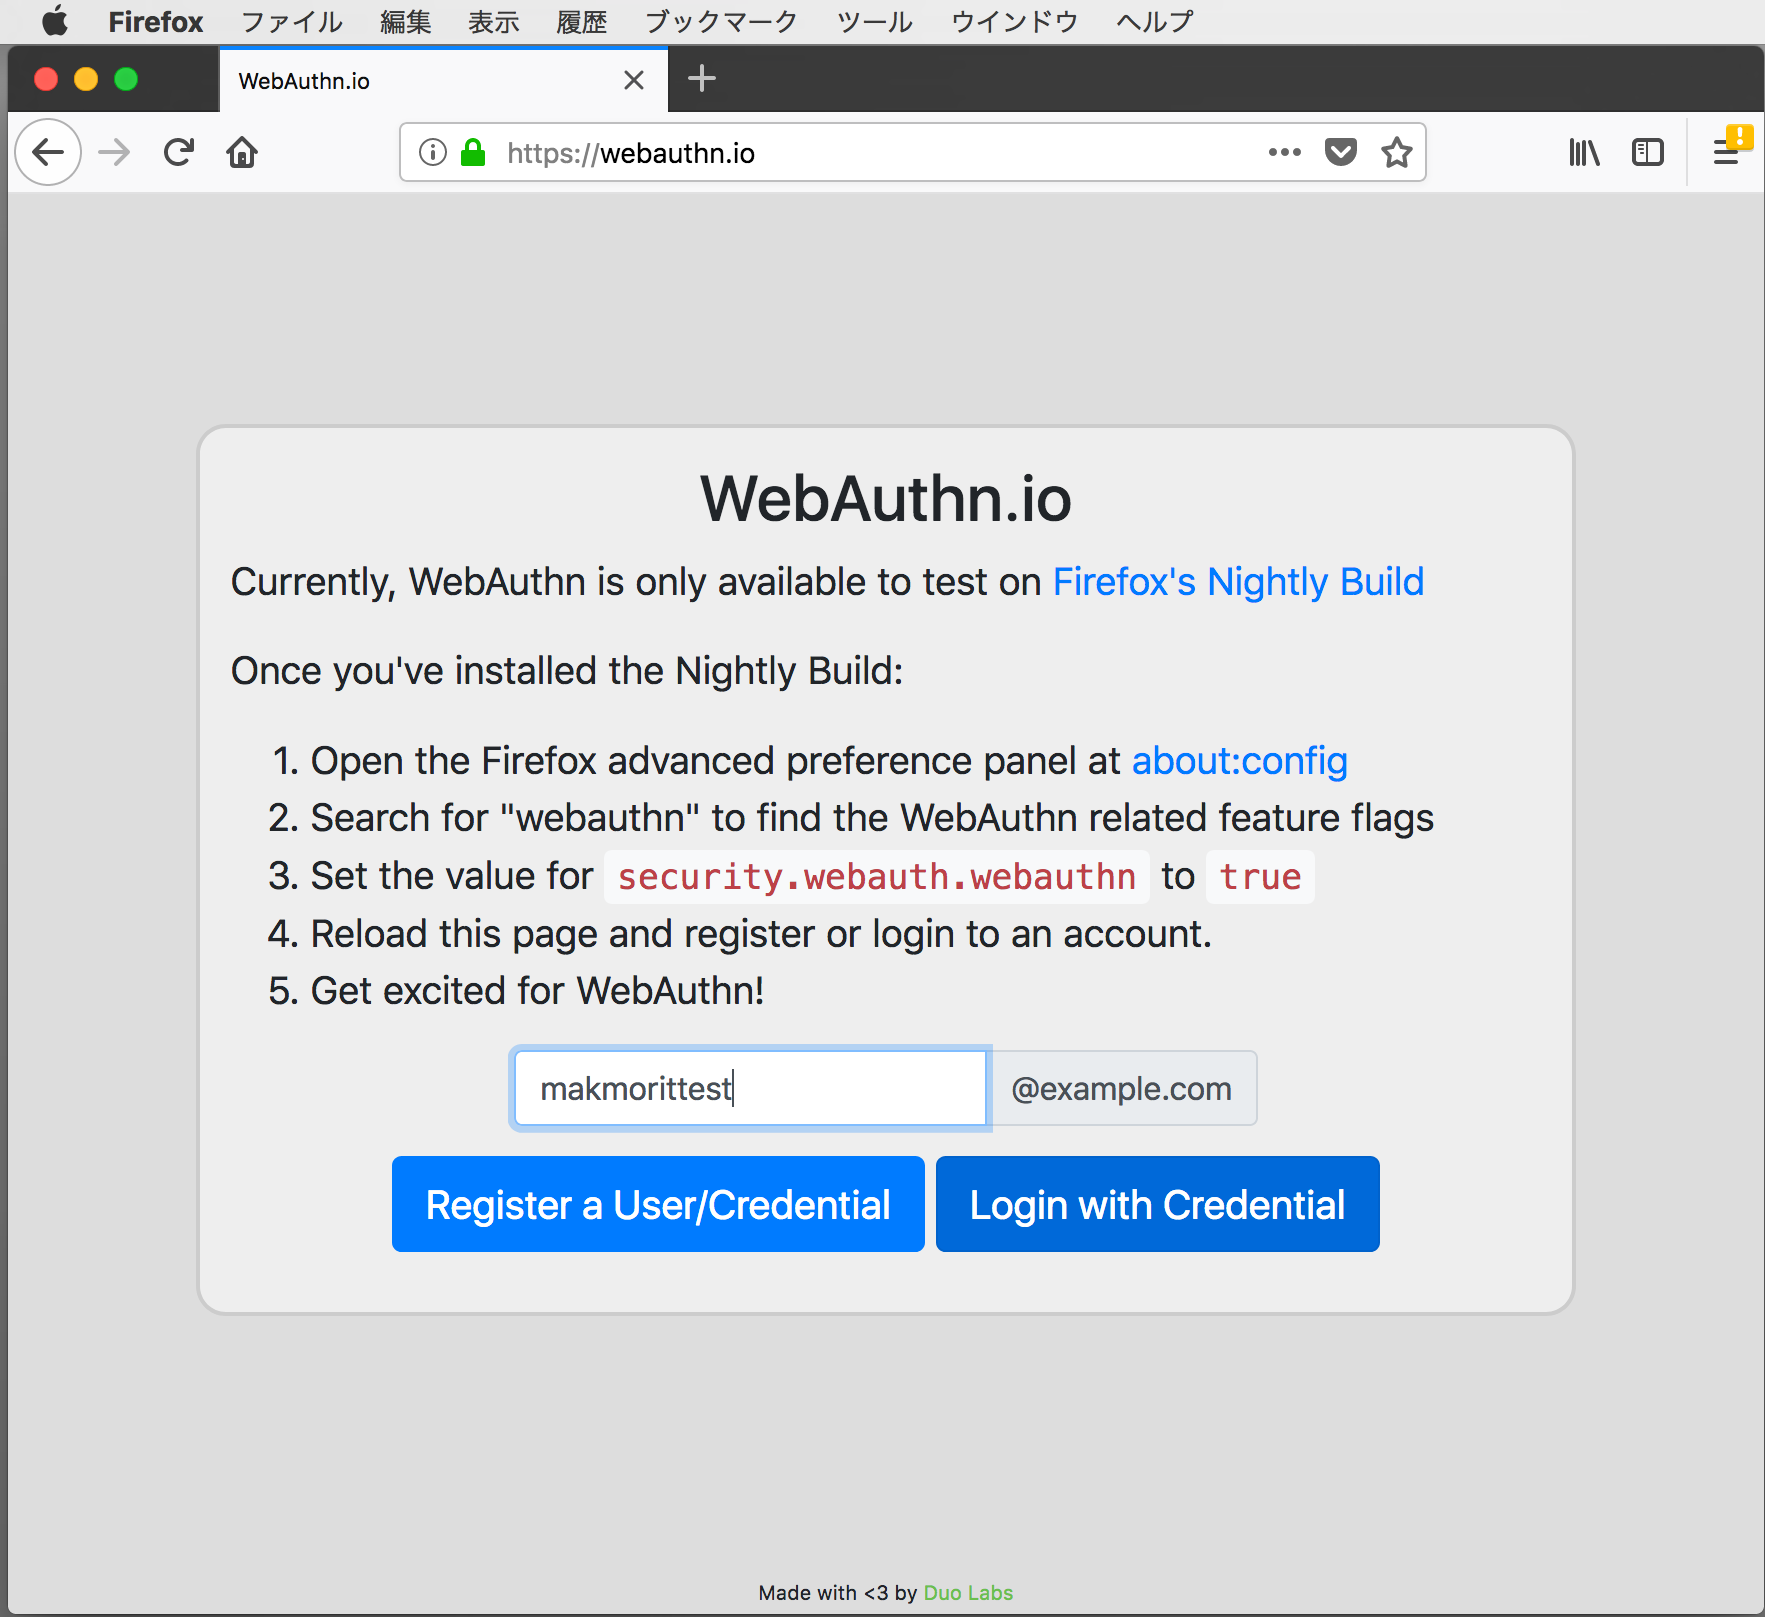 Firefox ファイル 編集 表示 履歴 ブックマーク ツール ウインドウ ヘルプ
WebAuthn.io
https://webauthn.io
WebAuthn.io
Currently, WebAuthn is only available to test on Firefox's Nightly Build
Once you've installed the Nightly Build:
1. Open the Firefox advanced preference panel at about:config
2. Search for "webauthn" to find the WebAuthn related feature flags
3. Set the value for security.webauth.webauthn to true
4. Reload this page and register or login to an account.
5. Get excited for WebAuthn!
makmorittest @example.com
Register a User/Credential Login with Credential
Made with <3 by Duo Labs